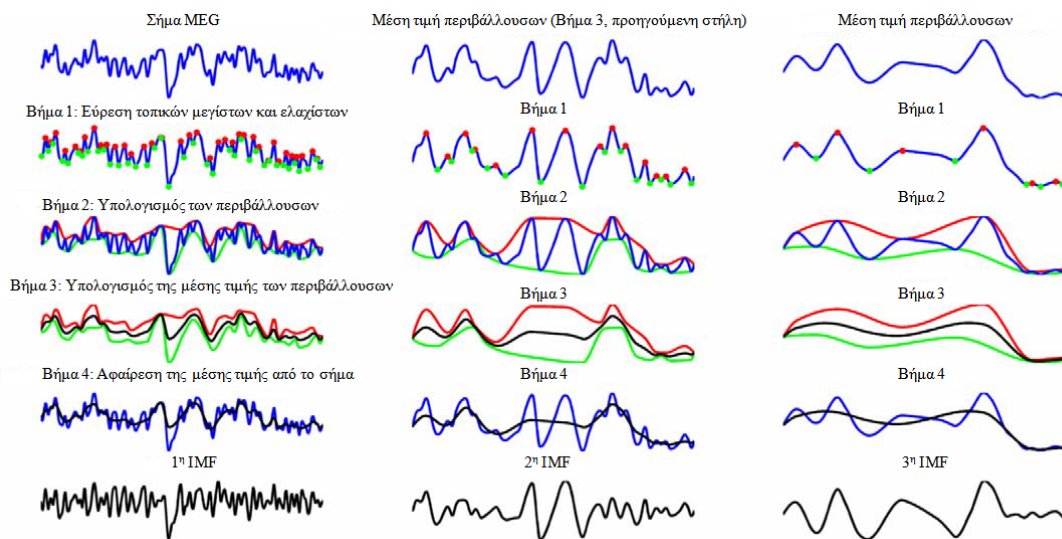 Σήμα MEG
Μέση τιμή περιβάλλουσων (Βήμα 3, προηγούμενη στήλη)
Μέση τιμή περιβάλλουσων
Βήμα 1: Εύρεση τοπικών μεγίστων και ελαχίστων
Βήμα 1
Βήμα 1
Βήμα 2: Υπολογισμός των περιβάλλουσων
Βήμα 2
Βήμα 2
Βήμα 3: Υπολογισμός της μέσης τιμής των περιβάλλουσων
Βήμα 3
Βήμα 3
Βήμα 4: Αφαίρεση της μέσης τιμής από το σήμα
Βήμα 4
Βήμα 4
1η IMF
2η IMF
3η IMF